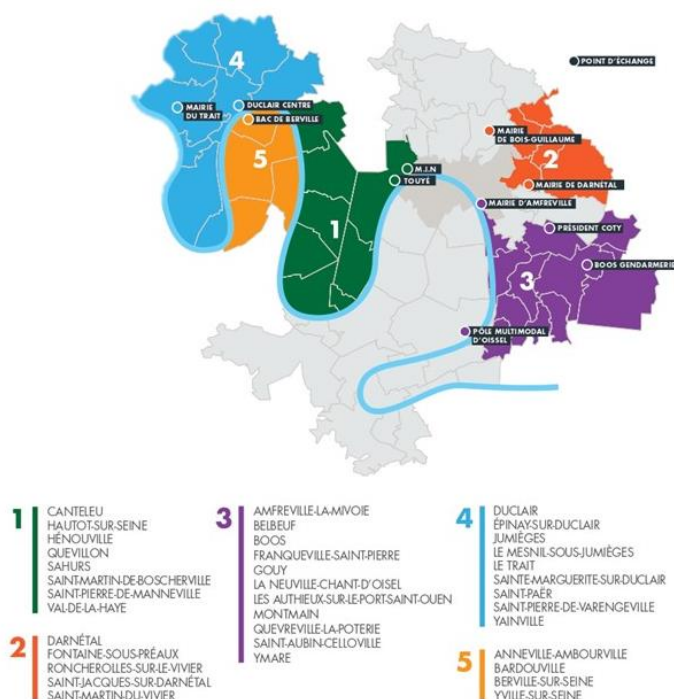 4
POINT D'ÉCHANGE
MAIRIE
DU TRAIT
DUCLAIR CENTRE
BAC DE BERVILLE
MAIRIE
DE BOIS-GUILLAUME
5
2
M.I.N
TOUYÉ
MAIRIE DE DARNÉTAL
MAIRIE D'AMFREVILLE
1
PRÉSIDENT COTY
BOOS GENDARMERIE
3
PÔLE MULTIMODAL
D'OISSEL
1
CANTELEU
HAUTOT-SUR-SEINE
HÉNOUVILLE
QUEVILLON
SAHURS
SAINT-MARTIN-DE-BOSCHERVILLE
SAINT-PIERRE-DE-MANNEVILLE
VAL-DE-LA-HAYE
2
DARNÉTAL
FONTAINE-SOUS-PRÉAUX
RONCHEROLLES-SUR-LE-VIVIER
SAINT-JACQUES-SUR-DARNÉTAL
SAINT-MARTIN-DU-VIVIER
3
AMFREVILLE-LA-MIVOIE
BELBEUF
BOOS
FRANQUEVILLE-SAINT-PIERRE
GOUY
LA NEUVILLE-CHANT-D'OISEL
LES AUTHIEUX-SUR-LE-PORT-SAINT-OUEN
MONTMAIN
QUEVREVILLE-LA-POTERIE
SAINT-AUBIN-CELLOVILLE
YMARE
4
DUCLAIR
ÉPINAY-SUR-DUCLAIR
JUMIÈGES
LE MESNIL-SOUS-JUMIÈGES
LE TRAIT
SAINTE-MARGUERITE-SUR-DUCLAIR
SAINT-PAËR
SAINT-PIERRE-DE-VARENGEVILLE
YAINVILLE
5
ANNEVILLE-AMBOURVILLE
BARDOUVILLE
BERVILLE-SUR-SEINE
YVILLE-SUR-SEINE